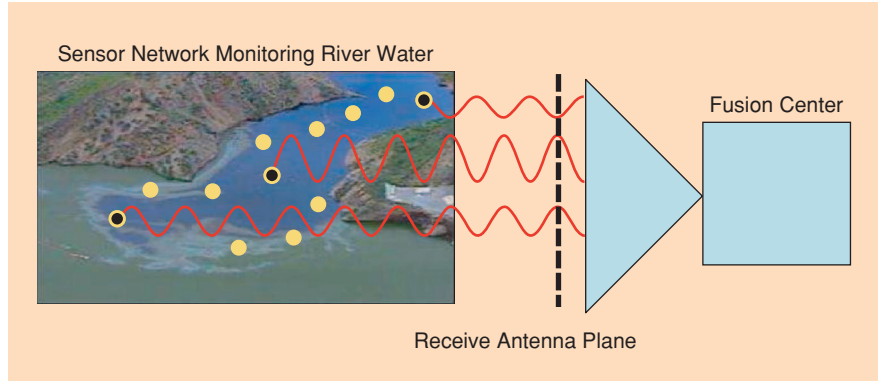 Sensor Network Monitoring River Water
Fusion Center
Receive Antenna Plane